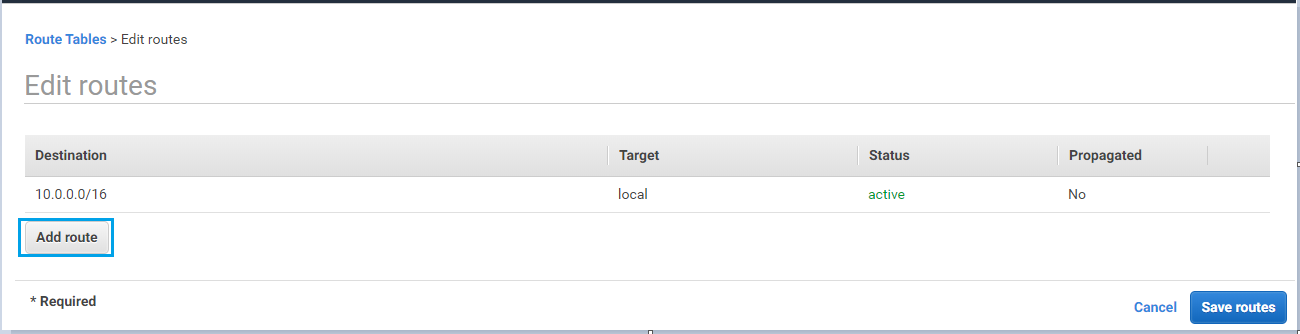 Route Tables > Edit routes
Edit routes
Destination Target Status Propagated
10.0.0.0/16 local active No
Add route
* Required
Cancel Save routes